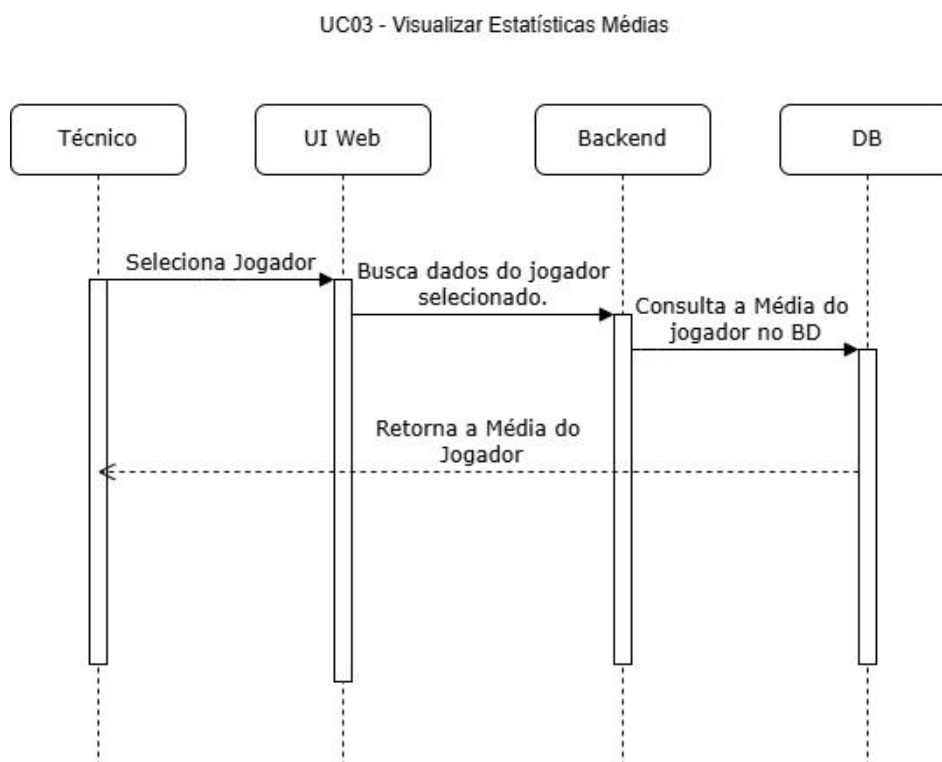 UC03 - Visualizar Estatísticas Médias
Técnico
UI Web
Backend
DB
Seleciona Jogador
Busca dados do jogador
selecionado.
Consulta a Média do
jogador no BD
Retorna a Média do
Jogador